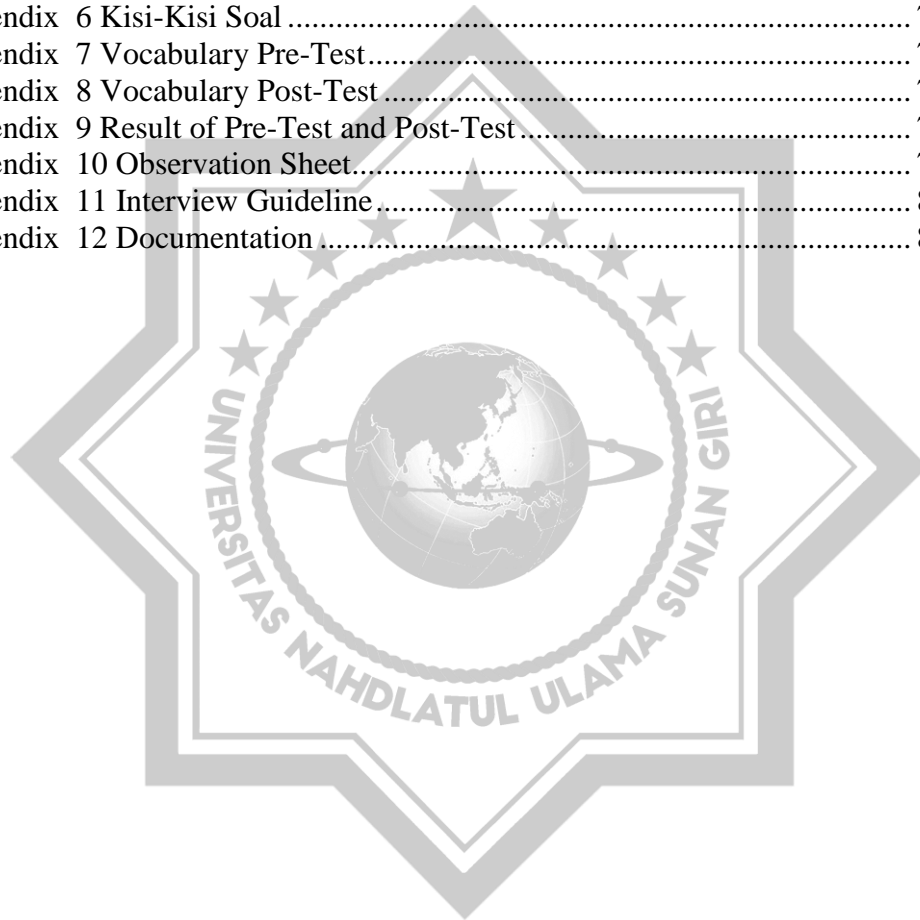 endix 6 Kisi-Kisi Soal ........................................................................................
endix 7 Vocabulary Pre-Test ........................................................................................
endix 8 Vocabulary Post-Test ........................................................................................
endix 9 Result of Pre-Test and Post-Test ........................................................................................
endix 10 Observation Sheet ........................................................................................
endix 11 Interview Guideline ........................................................................................ 8
endix 12 Documentation ........................................................................................ 8
UNIVERSITAS NAHDLATUL ULAMA SUNAN GIRI